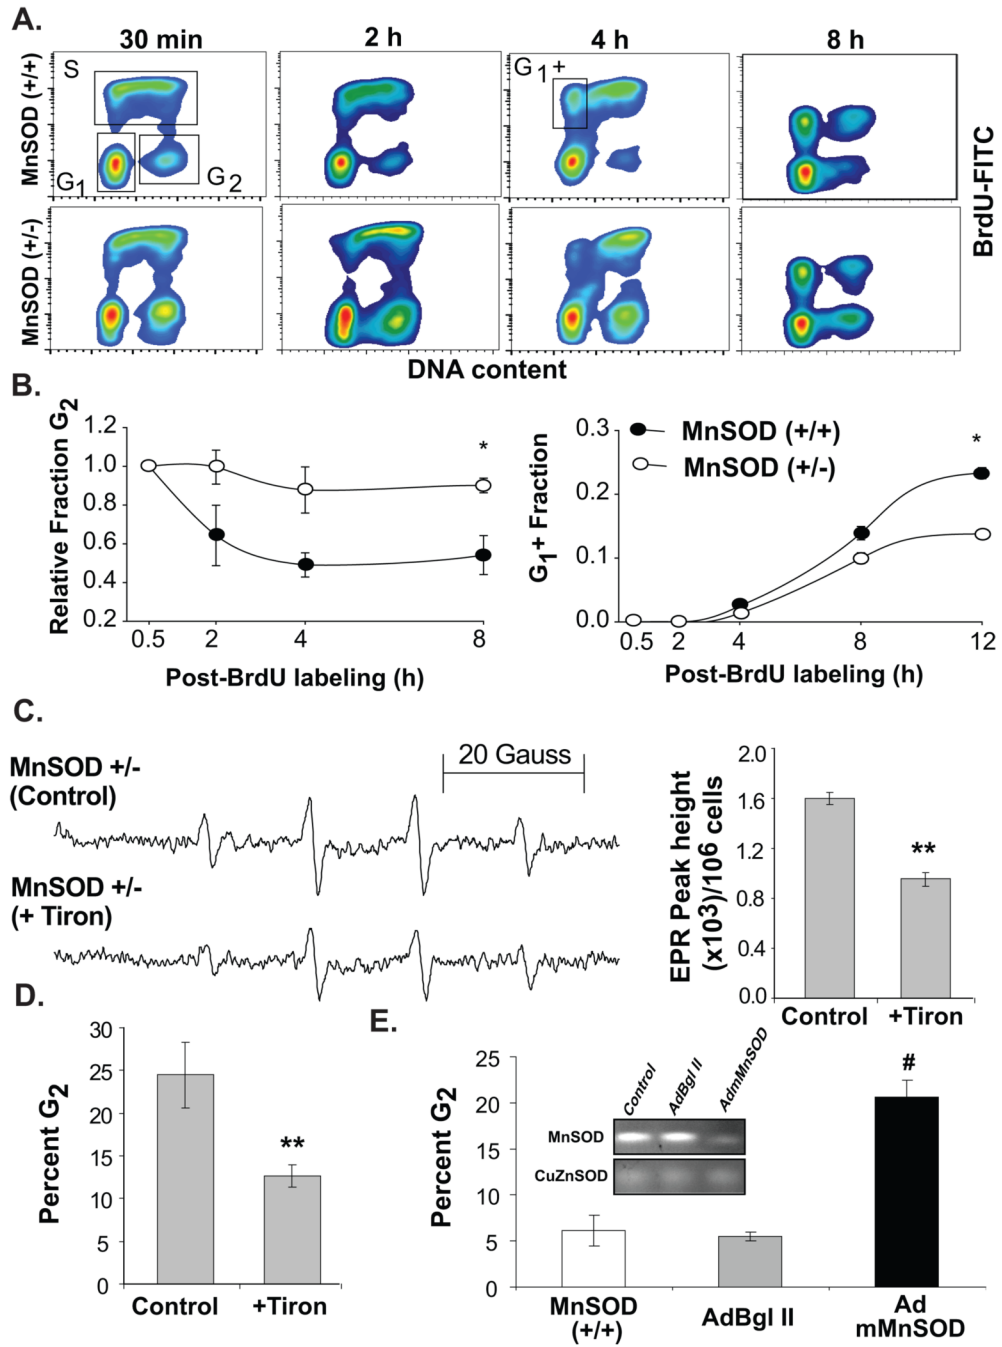 A.
30 min
2 h
4 h
8 h
MnSOD (+/+)
S
G1
G2
G1+
MnSOD (+/-)
BrdU-FITC
DNA content
B.
Relative Fraction G2
1.2
1.0
0.8
0.6
0.4
0.2
*
0.5
2
4
8
Post-BrdU labeling (h)
G1+ Fraction
0.3
0.2
0.1
0.0
MnSOD (+/+)
MnSOD (+/-)
*
0.5
2
4
8
12
Post-BrdU labeling (h)
C.
MnSOD +/-
(Control)
20 Gauss
MnSOD +/-
(+ Tiron)
EPR Peak height
(x103)/106 cells
2.0
1.6
1.2
0.8
0.4
0.0
**
Control
+Tiron
D.
Percent G2
30
25
20
15
10
5
0
**
Control
+Tiron
E.
Percent G2
25
20
15
10
5
0
Control
AdBgl II
AdmMnSOD
MnSOD
CuZnSOD
#
MnSOD
(+/+)
AdBgl II
Ad
mMnSOD